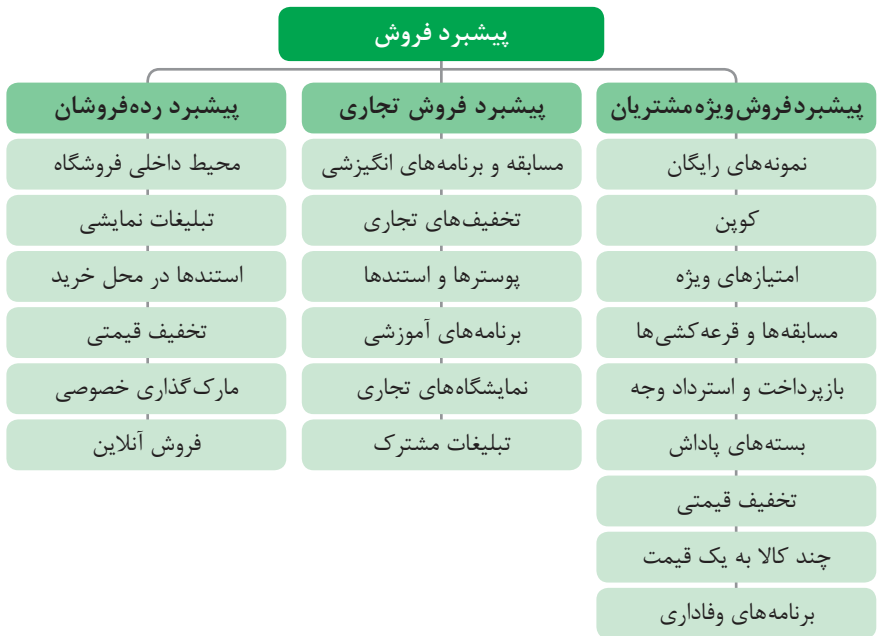 پیشبرد فروش
پیشبرد فروش ویژه مشتریان
نمونه‌های رایگان
کوپن
امتیازهای ویژه
مسابقه‌ها و قرعه‌کشی‌ها
بازپرداخت و استرداد وجه
بسته‌های پاداش
تخفیف قیمتی
چند کالا به یک قیمت
برنامه‌های وفاداری
پیشبرد فروش تجاری
مسابقه و برنامه‌های انگیزشی
تخفیف‌های تجاری
پوسترها و استندها
برنامه‌های آموزشی
نمایشگاه‌های تجاری
تبلیغات مشترک
پیشبرد رده‌فروشان
محیط داخلی فروشگاه
تبلیغات نمایشی
استندها در محل خرید
تخفیف قیمتی
مارک‌گذاری خصوصی
فروش آنلاین